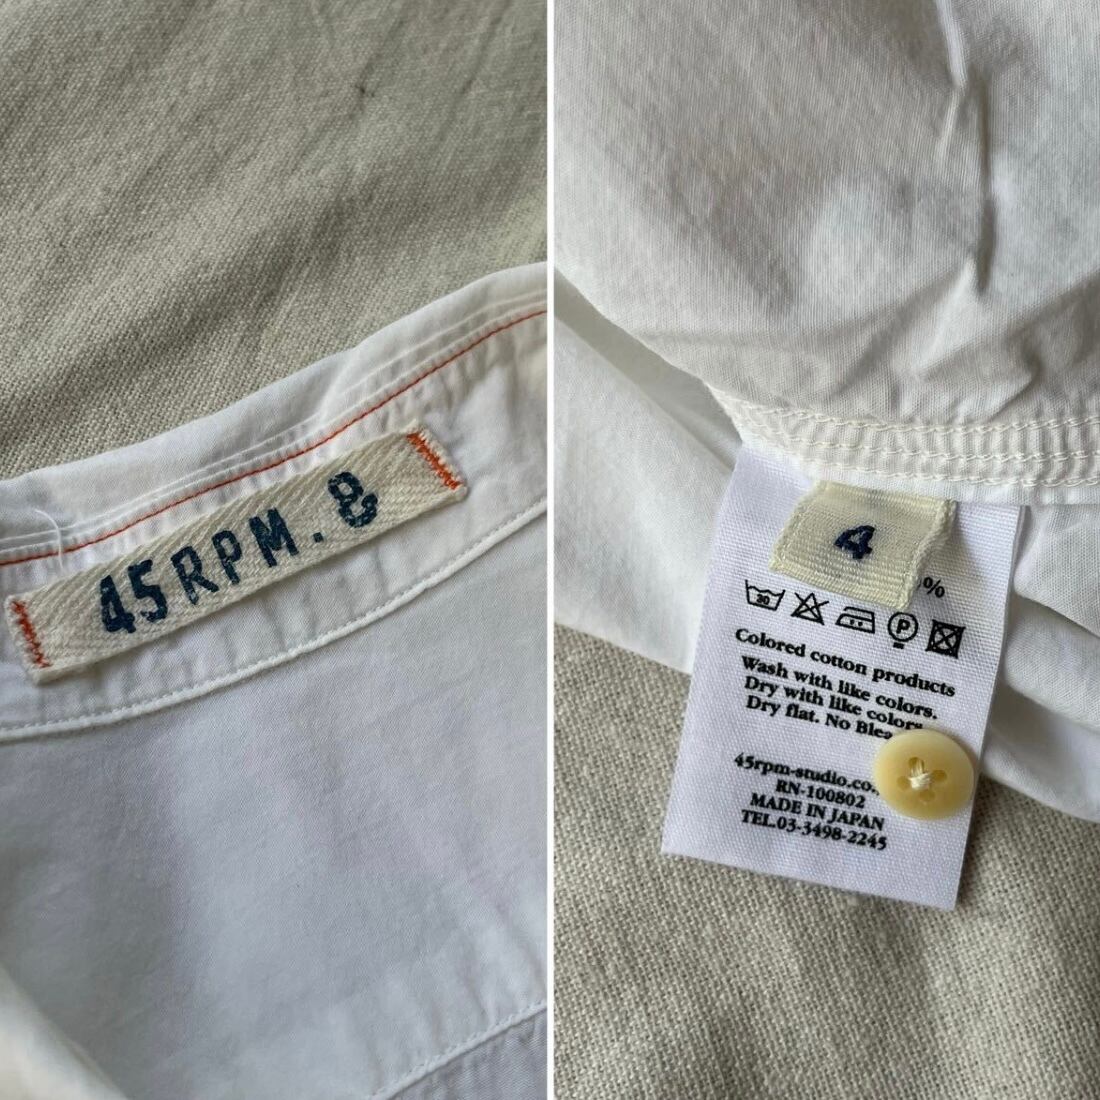 45RPM. &
4
%
30
P
Colored cotton products
Wash with like colors.
Dry with like colors
Dry flat. No Blea
45rpm-studio.co.,
RN-100802
MADE IN JAPAN
TEL.03-3498-2245